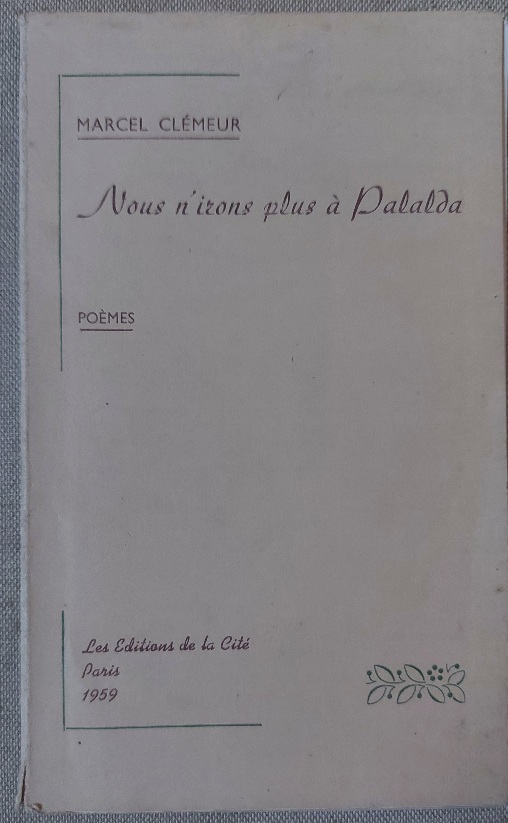 MARCEL CLÉMEUR
Nous n'irons plus à Palalda
POÈMES
Les Editions de la Cité
Paris
1959